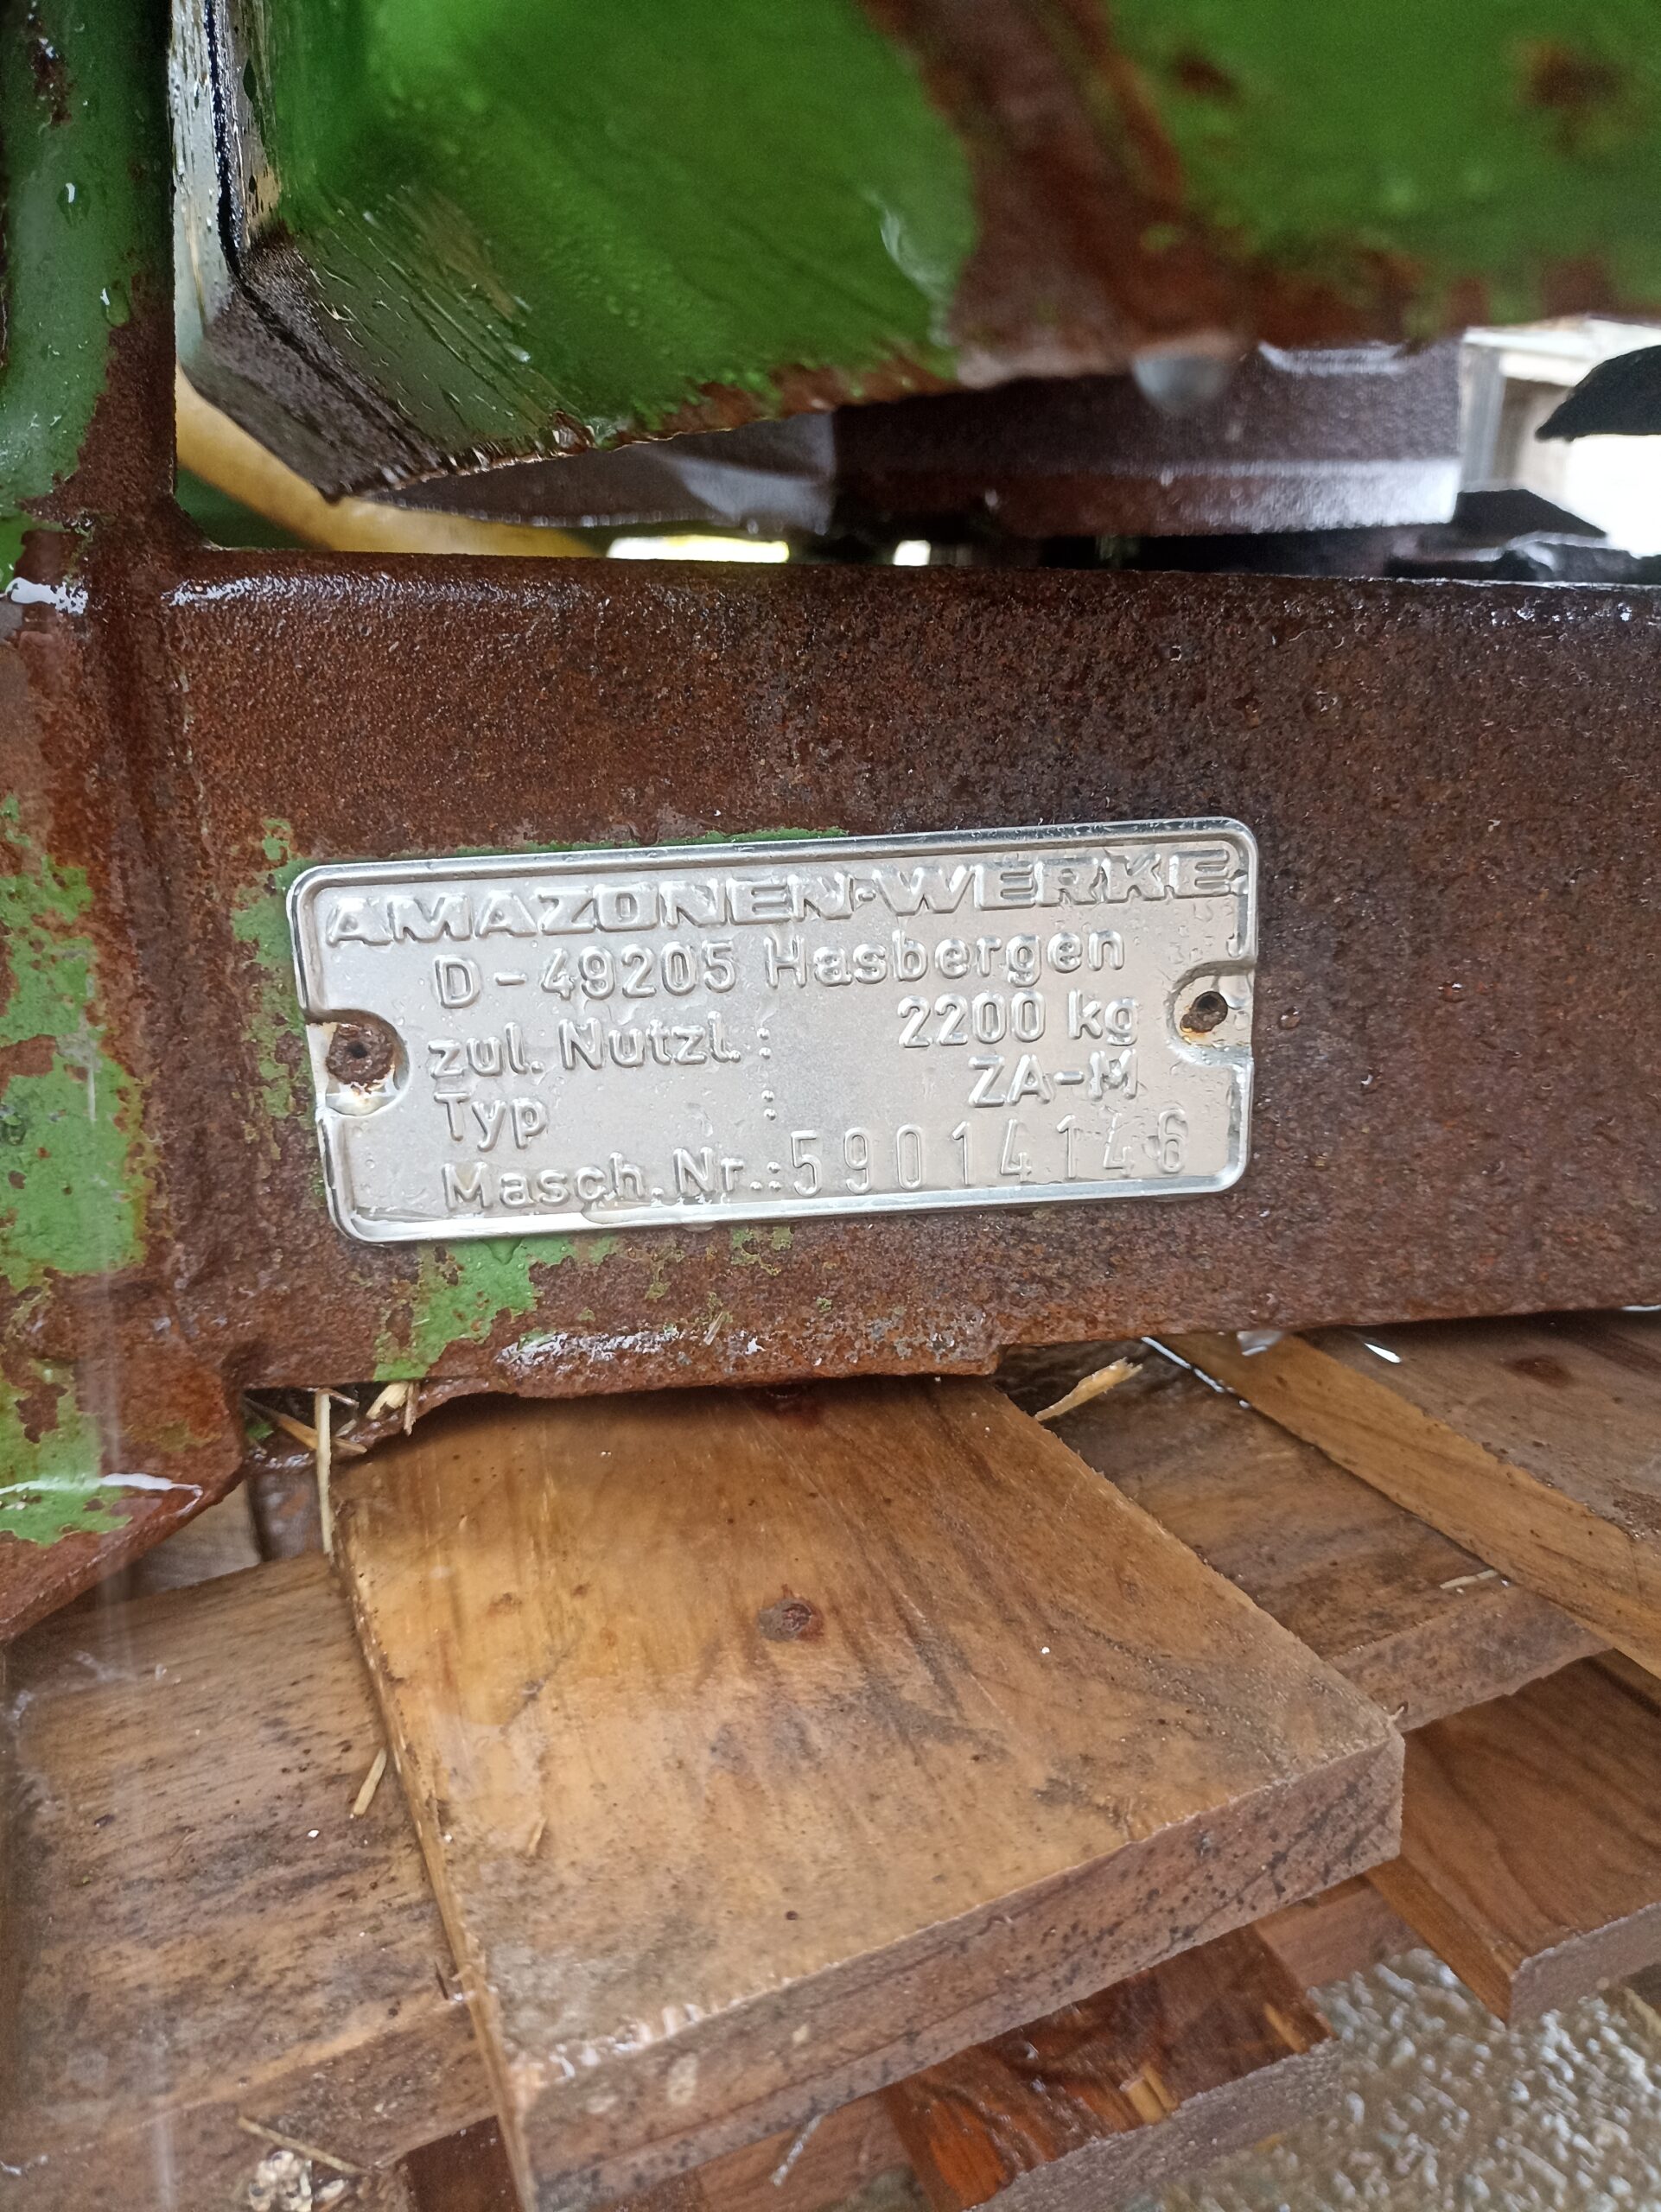 AMAZONEN-WERKE
D-49205 Hasbergen
zul. Nutzl. : 2200 kg
Typ : ZA-M
Masch. Nr.: 59014146